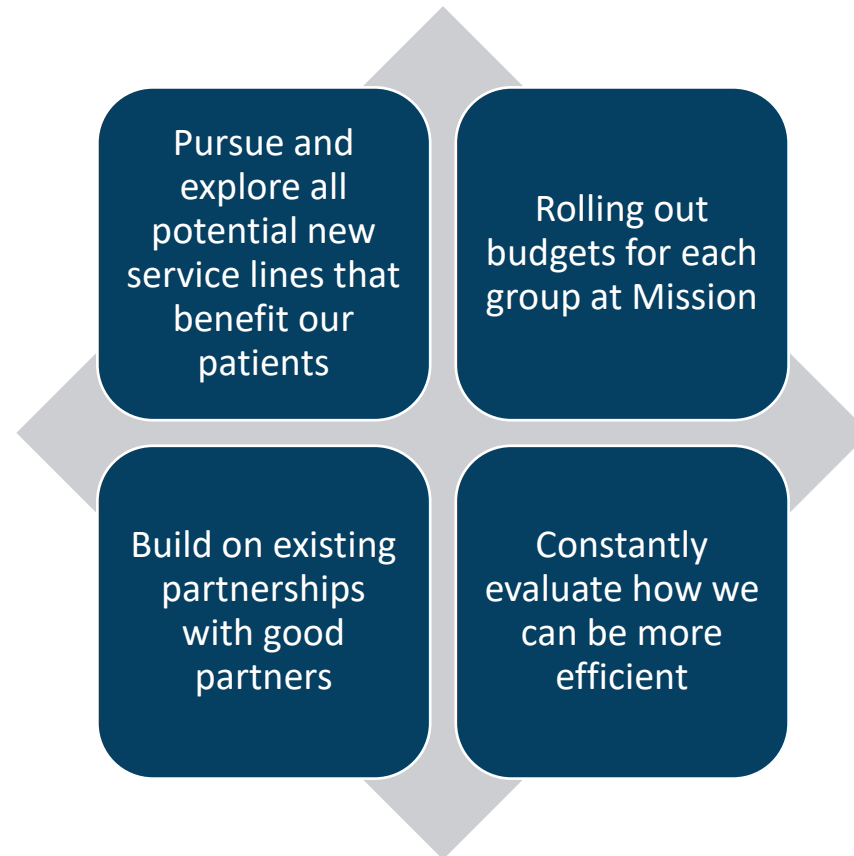 Pursue and
explore all
potential new
service lines that
benefit our
patients
Rolling out
budgets for each
group at Mission
Build on existing
partnerships
with good
partners
Constantly
evaluate how we
can be more
efficient